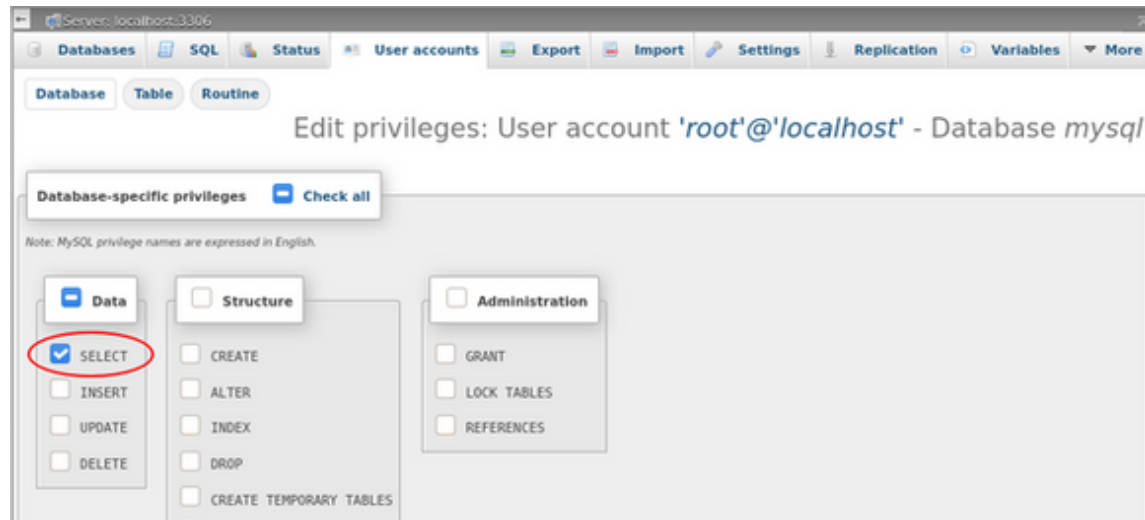 Server: localhost:3306
Databases SQL Status User accounts Export Import Settings Replication Variables More
Database Table Routine
Edit privileges: User account 'root'@'localhost' - Database mysql
Database-specific privileges Check all
Note: MySQL privilege names are expressed in English.
Data
SELECT
INSERT
UPDATE
DELETE
Structure
CREATE
ALTER
INDEX
DROP
CREATE TEMPORARY TABLES
Administration
GRANT
LOCK TABLES
REFERENCES